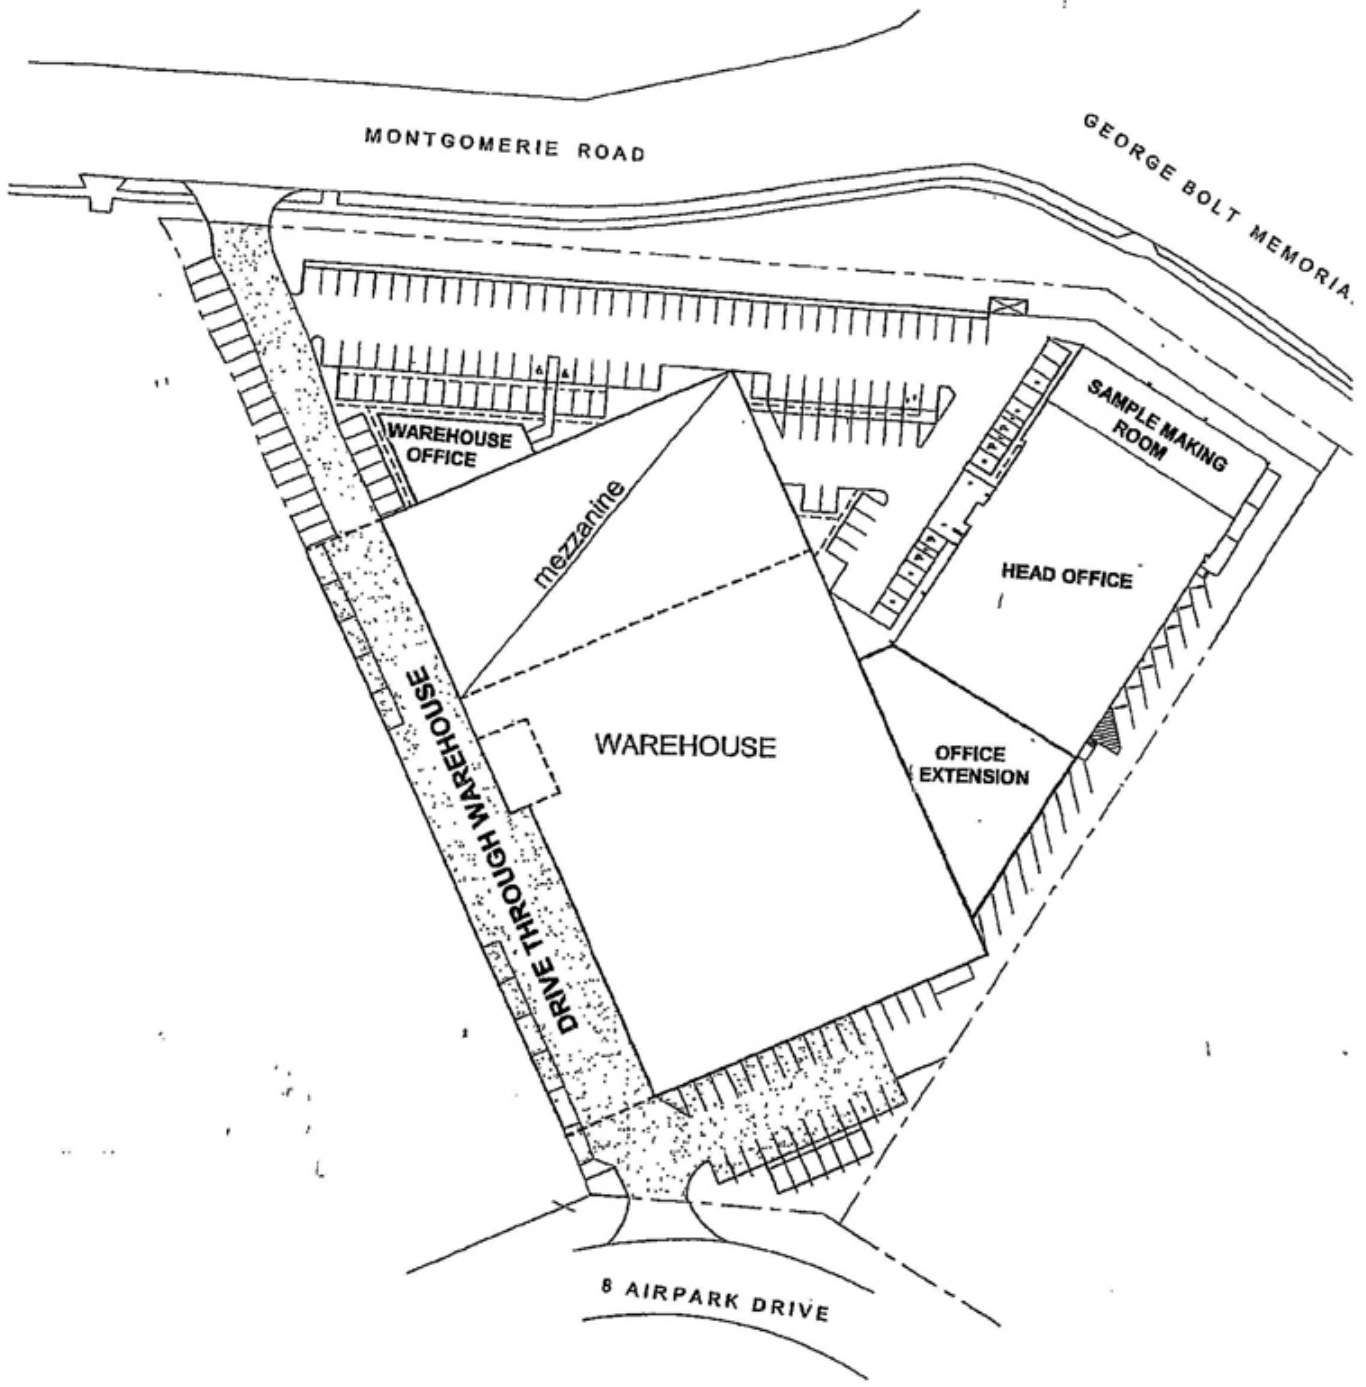 MONTGOMERIE ROAD
GEORGE BOLT MEMORIA
SAMPLE MAKING
ROOM
WAREHOUSE
OFFICE
mezzanine
HEAD OFFICE
DRIVE THROUGH WAREHOUSE
WAREHOUSE
OFFICE
EXTENSION
8 AIRPARK DRIVE